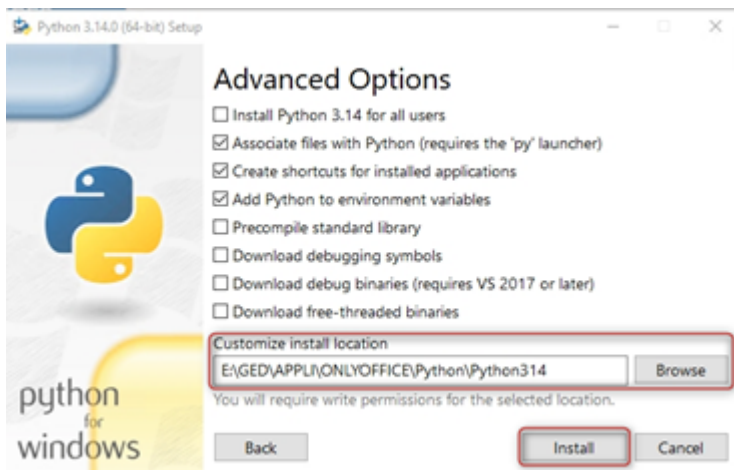 Python 3.14.0 (64-bit) Setup
Advanced Options
Install Python 3.14 for all users
Associate files with Python (requires the 'py' launcher)
Create shortcuts for installed applications
Add Python to environment variables
Precompile standard library
Download debugging symbols
Download debug binaries (requires VS 2017 or later)
Download free-threaded binaries
Customize install location
E:\GED\APPLI\ONLYOFFICE\Python\Python314 Browse
You will require write permissions for the selected location.
python
for
windows
Back Install Cancel